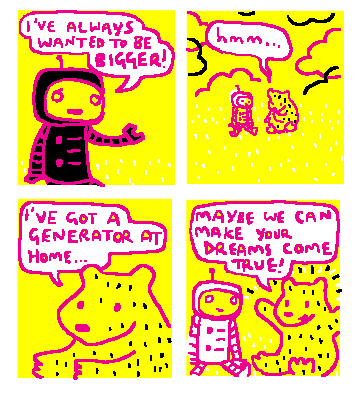 I'VE ALWAYS
WANTED TO BE
BIGGER!
hmm...
I'VE GOT A
GENERATOR AT
HOME...
MAYBE WE CAN
MAKE YOUR
DREAMS COME
TRUE!